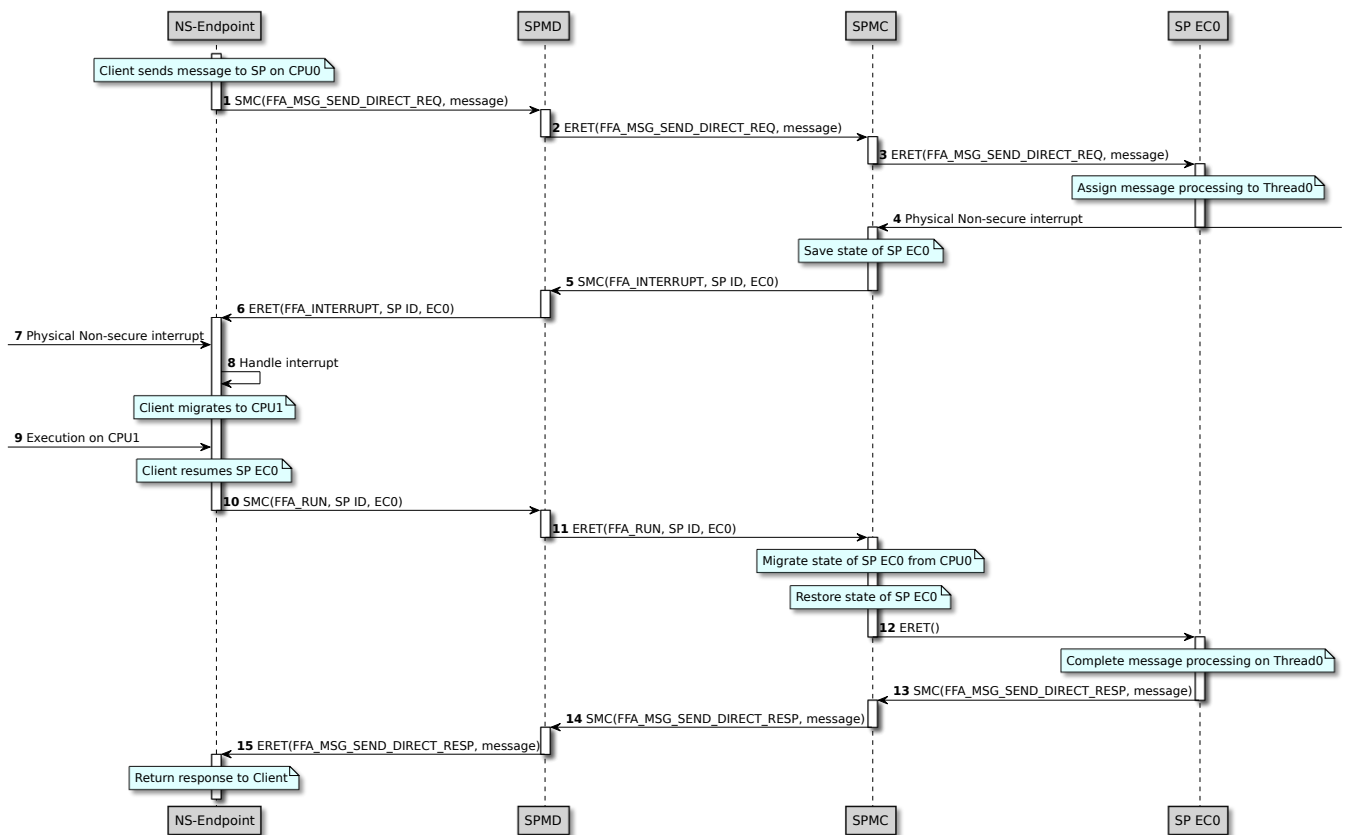 NS-Endpoint SPMD SPMC SP EC0
Client sends message to SP on CPU0
1 SMC(FFA_MSG_SEND_DIRECT_REQ, message)
2 ERET(FFA_MSG_SEND_DIRECT_REQ, message)
3 ERET(FFA_MSG_SEND_DIRECT_REQ, message)
Assign message processing to Thread0
4 Physical Non-secure interrupt
Save state of SP EC0
5 SMC(FFA_INTERRUPT, SP ID, EC0)
6 ERET(FFA_INTERRUPT, SP ID, EC0)
7 Physical Non-secure interrupt
8 Handle interrupt
Client migrates to CPU1
9 Execution on CPU1
Client resumes SP EC0
10 SMC(FFA_RUN, SP ID, EC0)
11 ERET(FFA_RUN, SP ID, EC0)
Migrate state of SP EC0 from CPU0
Restore state of SP EC0
12 ERET()
Complete message processing on Thread0
13 SMC(FFA_MSG_SEND_DIRECT_RESP, message)
14 SMC(FFA_MSG_SEND_DIRECT_RESP, message)
15 ERET(FFA_MSG_SEND_DIRECT_RESP, message)
Return response to Client
NS-Endpoint SPMD SPMC SP EC0